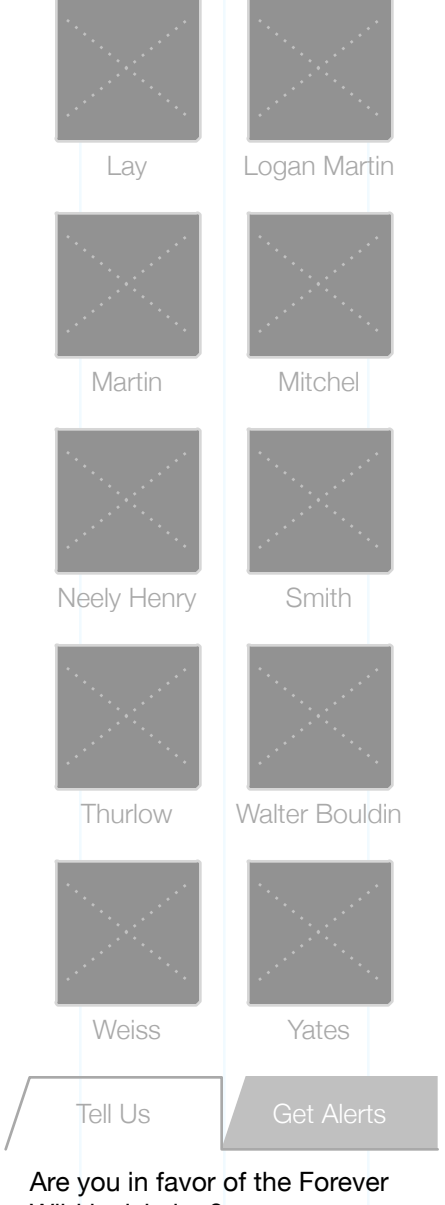 Lay Logan Martin
Martin Mitchel
Neely Henry Smith
Thurlow Walter Bouldin
Weiss Yates
Tell Us Get Alerts
Are you in favor of the Forever